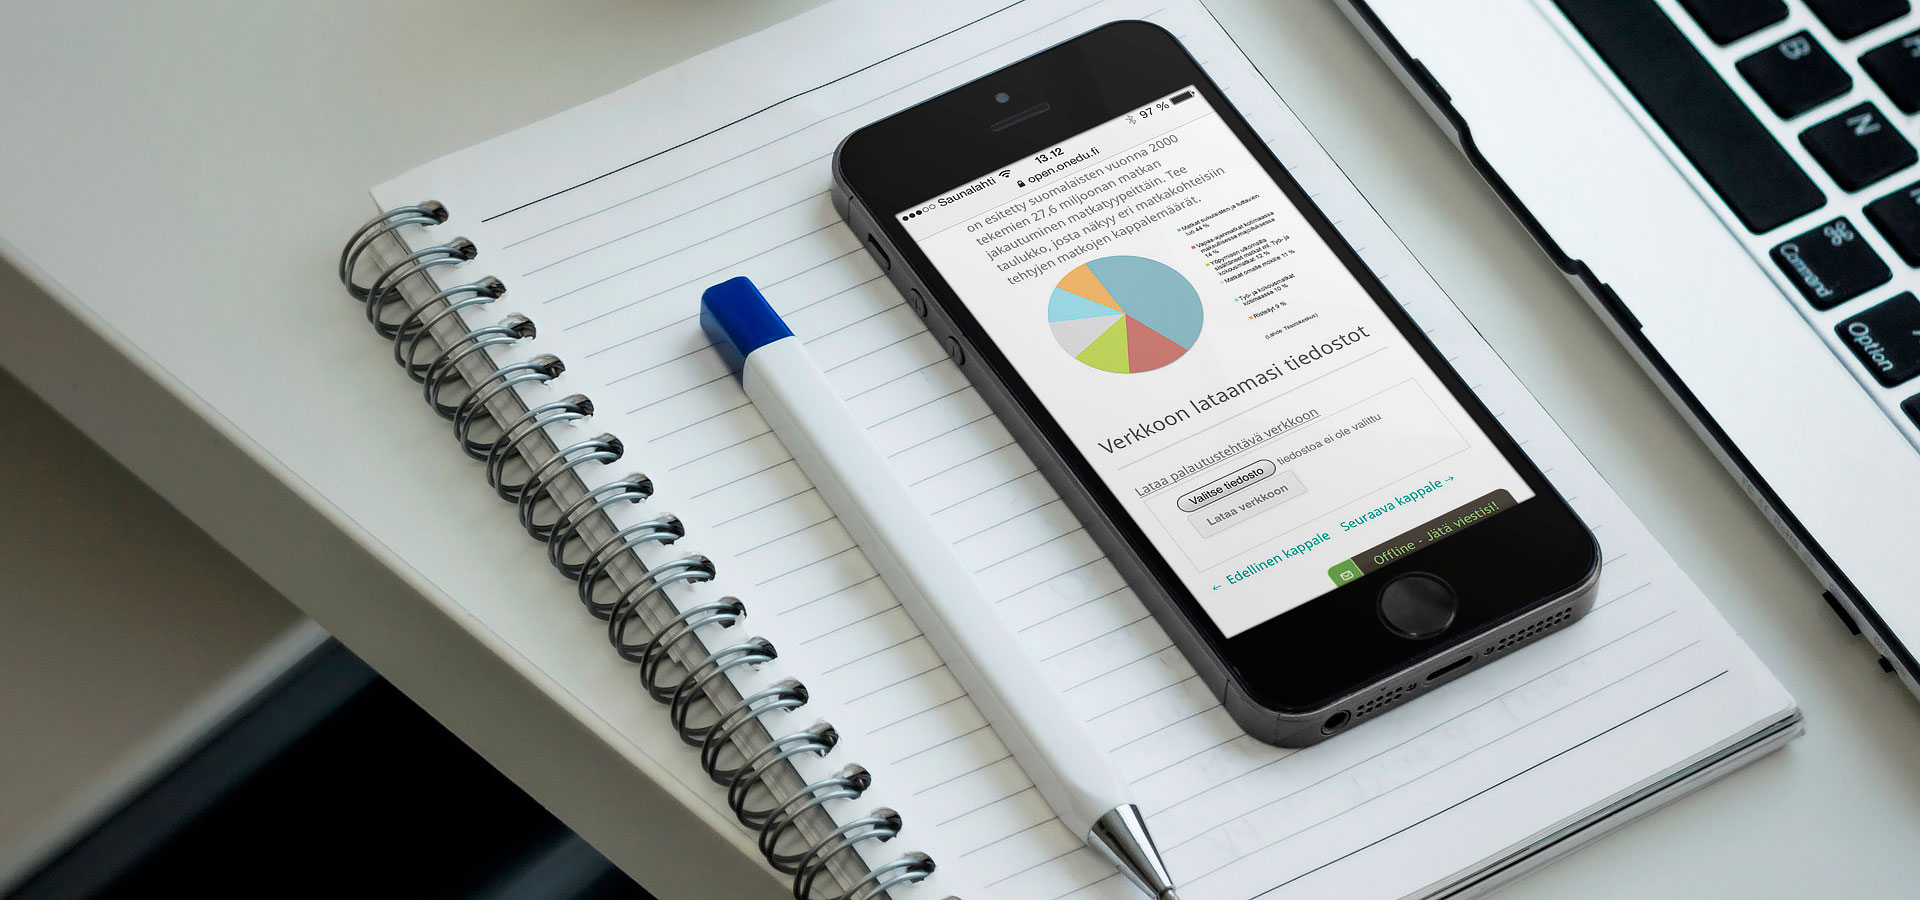 ●●●○○ Saunalahti 13.12 97 %
open.onedu.fi
on esitetty suomalaisten vuonna 2000
tekemien 27,6 miljoonan matkan
jakautuminen matkatyypeittäin. Tee
taulukko, josta näkyy eri matkakohteisiin
tehtyjen matkojen kappalemäärät.
Matkat sukulaisten ja tuttavien
luo 44 %
Vapaa-ajanmatkat kotimaassa
maksullisessa majoituksessa
14 %
Yöpymisen ulkomailla
sisältäneet matkat ml. Työ- ja
kokousmatkat 12 %
Matkat omalle mökille 11 %
Työ- ja kokousmatkat
kotimaassa 10 %
Risteilyt 9 %
(Lähde: Tilastokeskus)
Verkkoon lataamasi tiedostot
Lataa palautustehtävä verkkoon
Valitse tiedosto tiedostoa ei ole valittu
Lataa verkkoon
← Edellinen kappale Seuraava kappale →
Offline - Jätä viestisi!
B
N
⌘
Command
Option